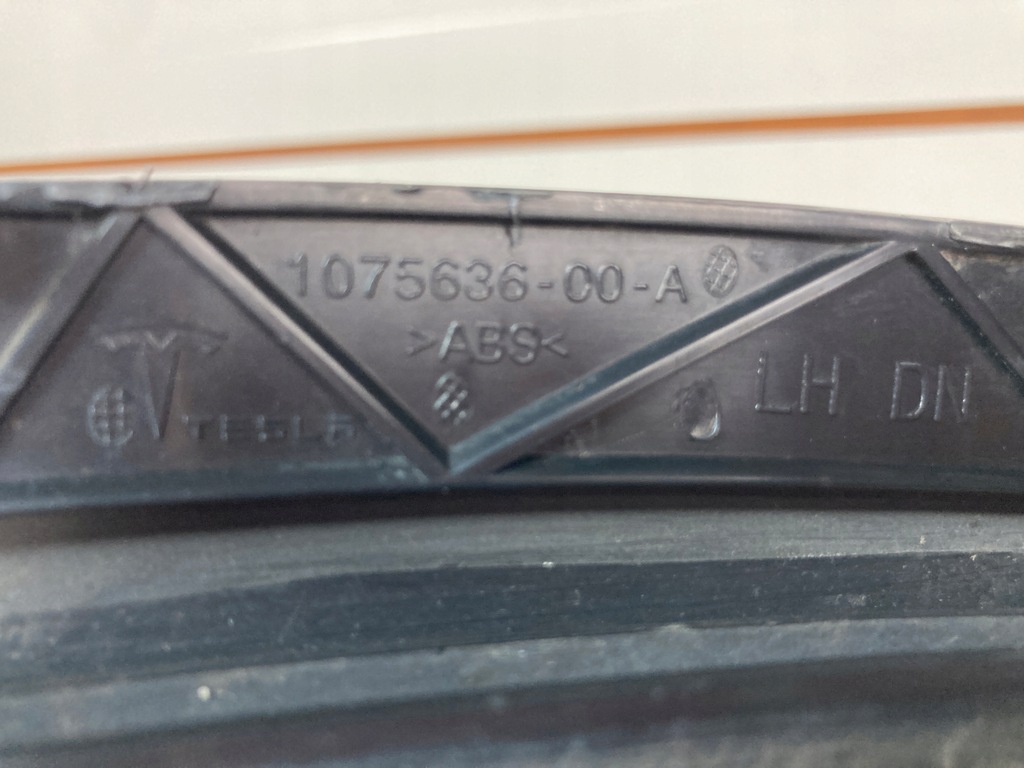 1075636-00-A
>ABS<
TESLA
LH DN